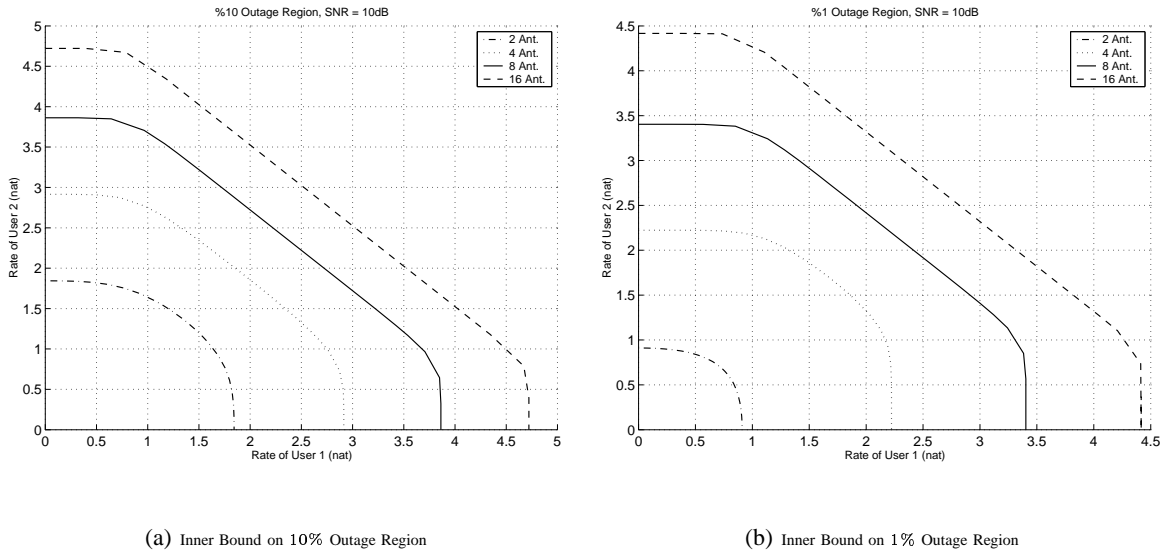 %10 Outage Region, SNR = 10dB
5
4.5
4
3.5
3
2.5
2
1.5
1
0.5
0
Rate of User 2 (nat)
2 Ant.
4 Ant.
8 Ant.
16 Ant.
0 0.5 1 1.5 2 2.5 3 3.5 4 4.5 5
Rate of User 1 (nat)
(a) Inner Bound on 10% Outage Region
%1 Outage Region, SNR = 10dB
4.5
4
3.5
3
2.5
2
1.5
1
0.5
0
Rate of User 2 (nat)
2 Ant.
4 Ant.
8 Ant.
16 Ant.
0 0.5 1 1.5 2 2.5 3 3.5 4 4.5
Rate of User 1 (nat)
(b) Inner Bound on 1% Outage Region